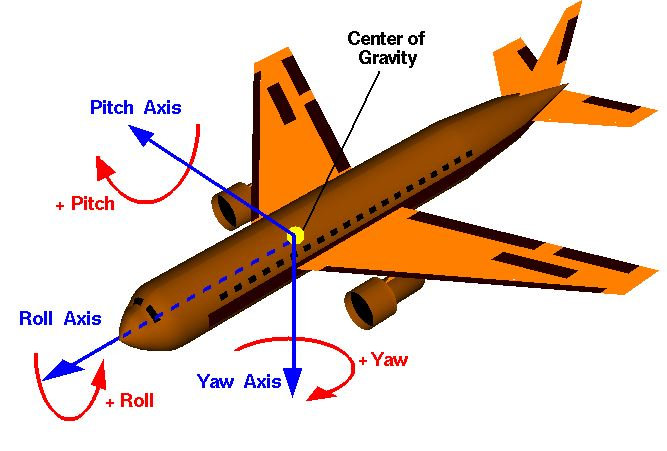 Center of
Gravity
Pitch Axis
+ Pitch
Roll Axis
+ Roll
Yaw Axis
+ Yaw